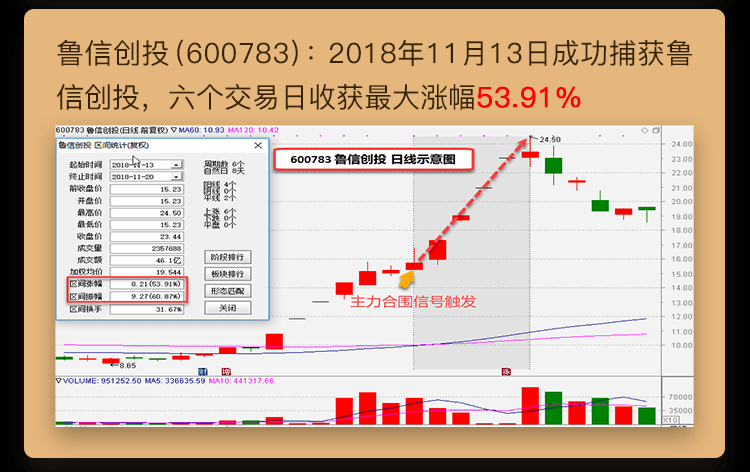 鲁信创投(600783)：2018年11月13日成功捕获鲁
信创投，六个交易日收获最大涨幅53.91%
600783 鲁信创投(日线.前复权) ▽MA60: 10.93 MA120: 10.42
鲁信创投 区间统计(复权)
起始时间 2018-11-13
终止时间 2018-11-20
前收盘价 15.23
开盘价 15.23
最高价 24.50
最低价 15.23
收盘价 23.44
成交量 2357688
成交额 46.1亿
加权均价 19.544
区间涨幅 8.21(53.91%)
区间振幅 9.27(60.87%)
区间换手 31.67%
周期数 6个
自然日 8天
阳线 4个
阴线 0个
平线 2个
上涨 6个
下跌 0个
平盘 0个
阶段排行
板块排行
形态匹配
关闭
600783 鲁信创投 日线示意图
24.50
主力合围信号触发
8.65
24.00
23.00
22.00
21.00
20.00
19.00
18.00
17.00
16.00
15.00
14.00
13.00
12.00
11.00
10.00
财
增
涨
▽VOLUME: 951252.50 MA5: 336635.59 MA10: 441317.66
70000
35000
X10